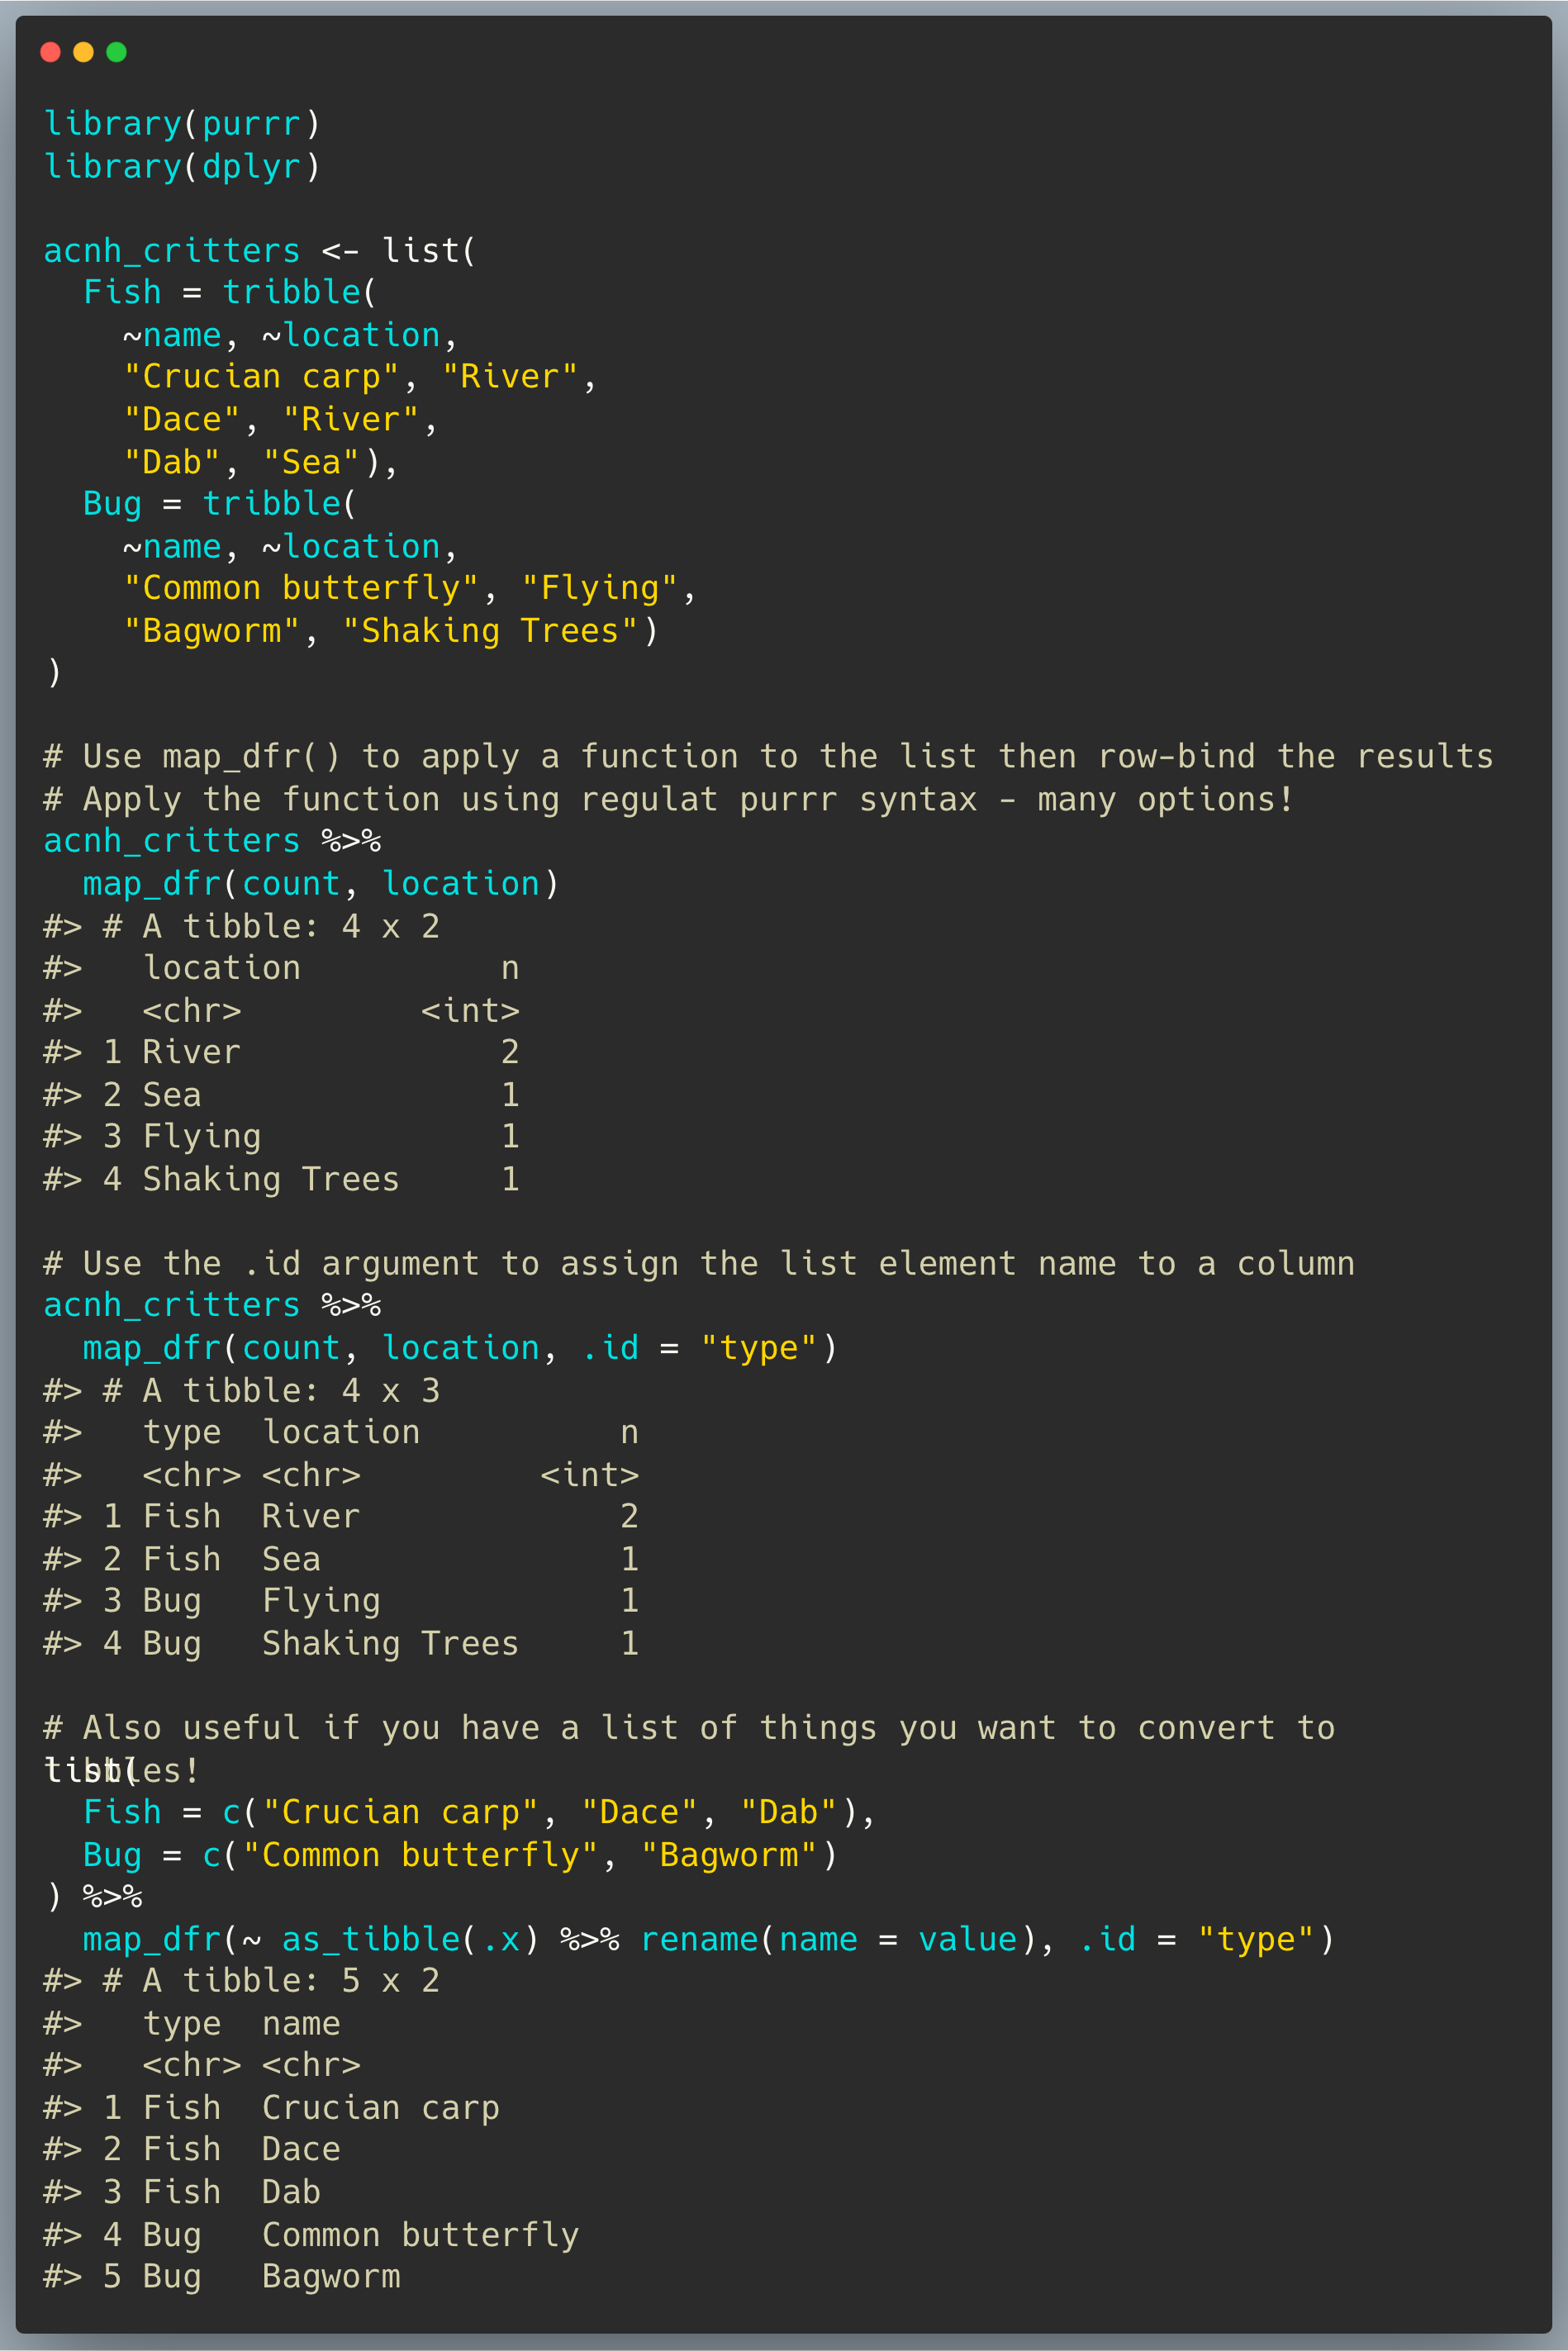 library(purrr)
library(dplyr)

acnh_critters <- list(
  Fish = tribble(
    ~name, ~location,
    "Crucian carp", "River",
    "Dace", "River",
    "Dab", "Sea"),
  Bug = tribble(
    ~name, ~location,
    "Common butterfly", "Flying",
    "Bagworm", "Shaking Trees")
)

# Use map_dfr() to apply a function to the list then row-bind the results
# Apply the function using regulat purrr syntax - many options!
acnh_critters %>%
  map_dfr(count, location)
#> # A tibble: 4 x 2
#>   location          n
#>   <chr>         <int>
#> 1 River             2
#> 2 Sea               1
#> 3 Flying            1
#> 4 Shaking Trees     1

# Use the .id argument to assign the list element name to a column
acnh_critters %>%
  map_dfr(count, location, .id = "type")
#> # A tibble: 4 x 3
#>   type  location          n
#>   <chr> <chr>         <int>
#> 1 Fish  River             2
#> 2 Fish  Sea               1
#> 3 Bug   Flying            1
#> 4 Bug   Shaking Trees     1

# Also useful if you have a list of things you want to convert to
tibbles!
list(
  Fish = c("Crucian carp", "Dace", "Dab"),
  Bug = c("Common butterfly", "Bagworm")
) %>%
  map_dfr(~ as_tibble(.x) %>% rename(name = value), .id = "type")
#> # A tibble: 5 x 2
#>   type  name
#>   <chr> <chr>
#> 1 Fish  Crucian carp
#> 2 Fish  Dace
#> 3 Fish  Dab
#> 4 Bug   Common butterfly
#> 5 Bug   Bagworm